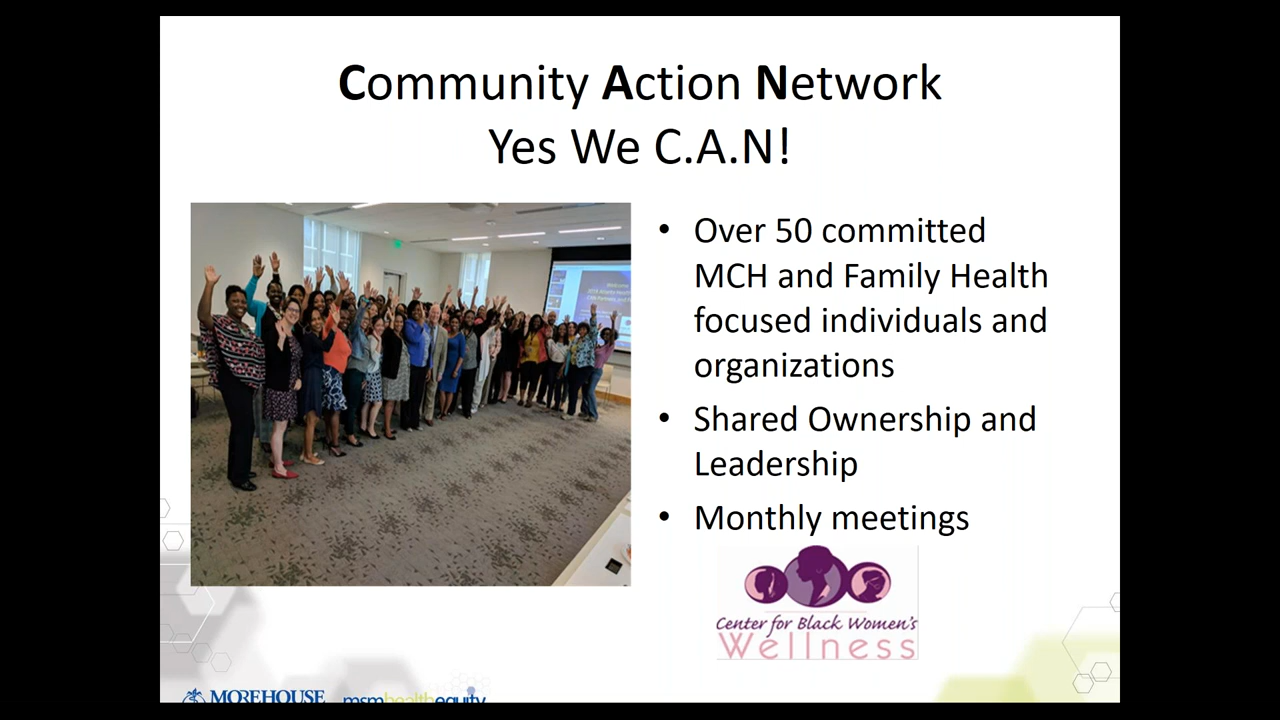 Community Action Network
Yes We C.A.N!
• Over 50 committed
MCH and Family Health
focused individuals and
organizations
• Shared Ownership and
Leadership
• Monthly meetings
Center for Black Women's
Wellness
MOREHOUSE
msmhealthequity